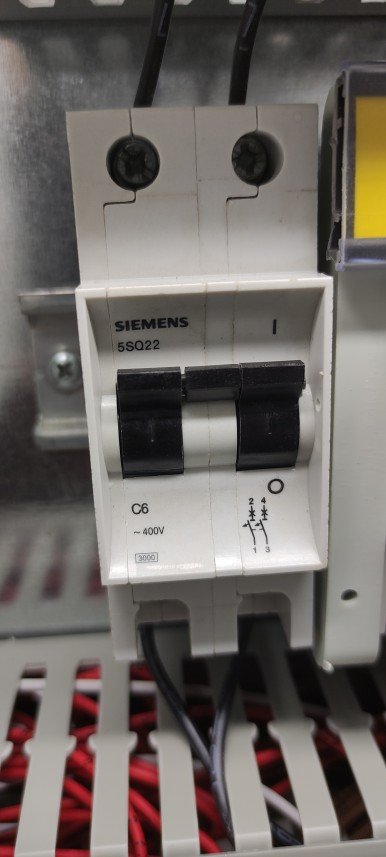 SIEMENS
I
5SQ22
O
C6
~ 400V
3000
2 4
1 3